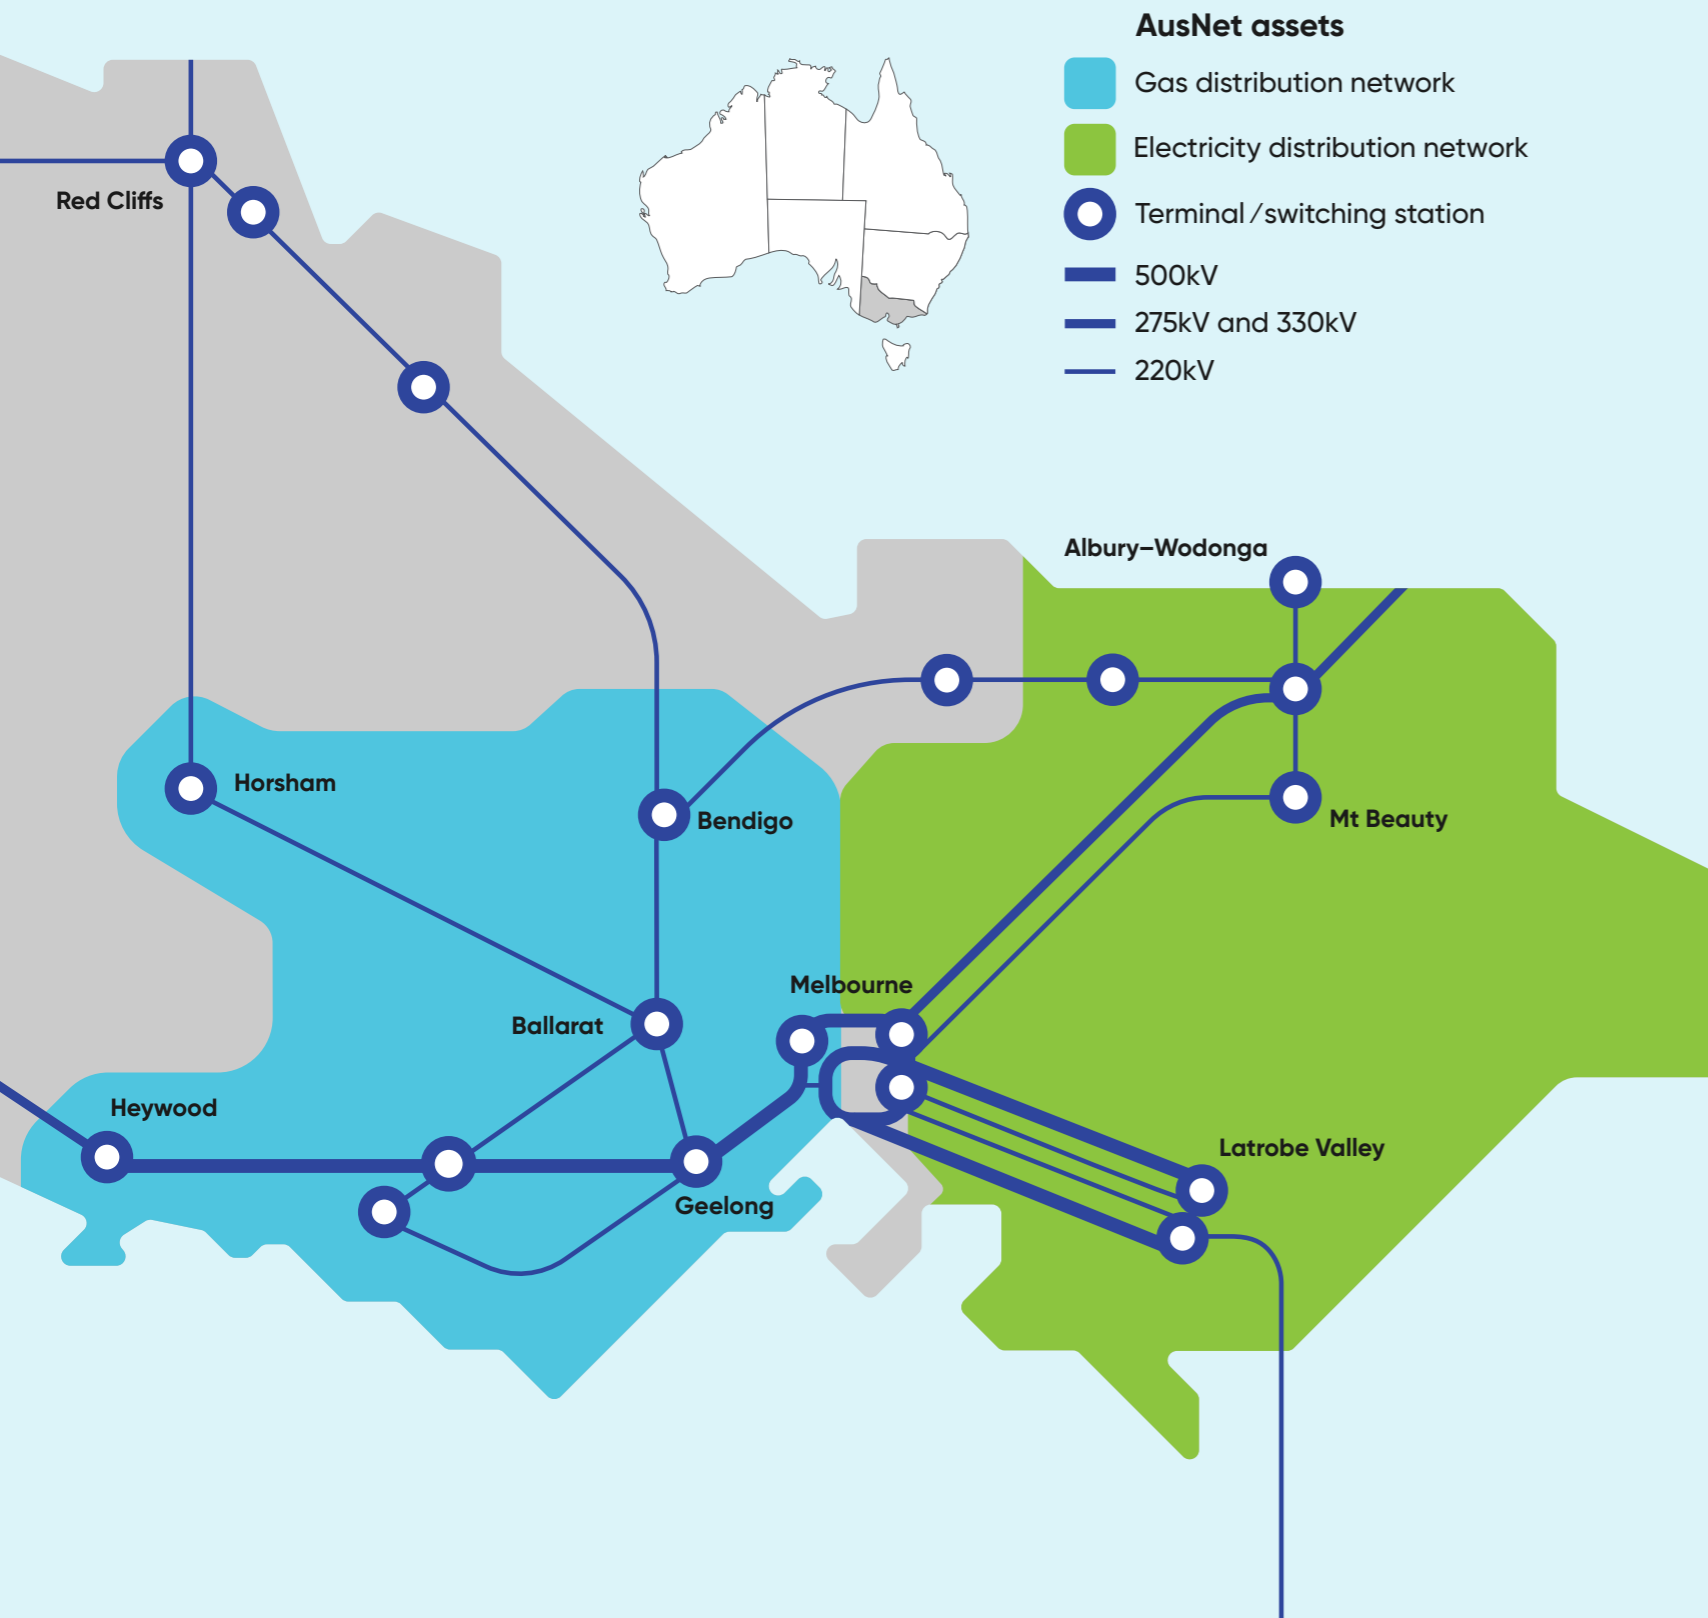 AusNet assets
Gas distribution network
Electricity distribution network
Terminal/switching station
500kV
275kV and 330kV
220kV
Red Cliffs
Albury–Wodonga
Horsham
Bendigo
Mt Beauty
Melbourne
Ballarat
Heywood
Latrobe Valley
Geelong